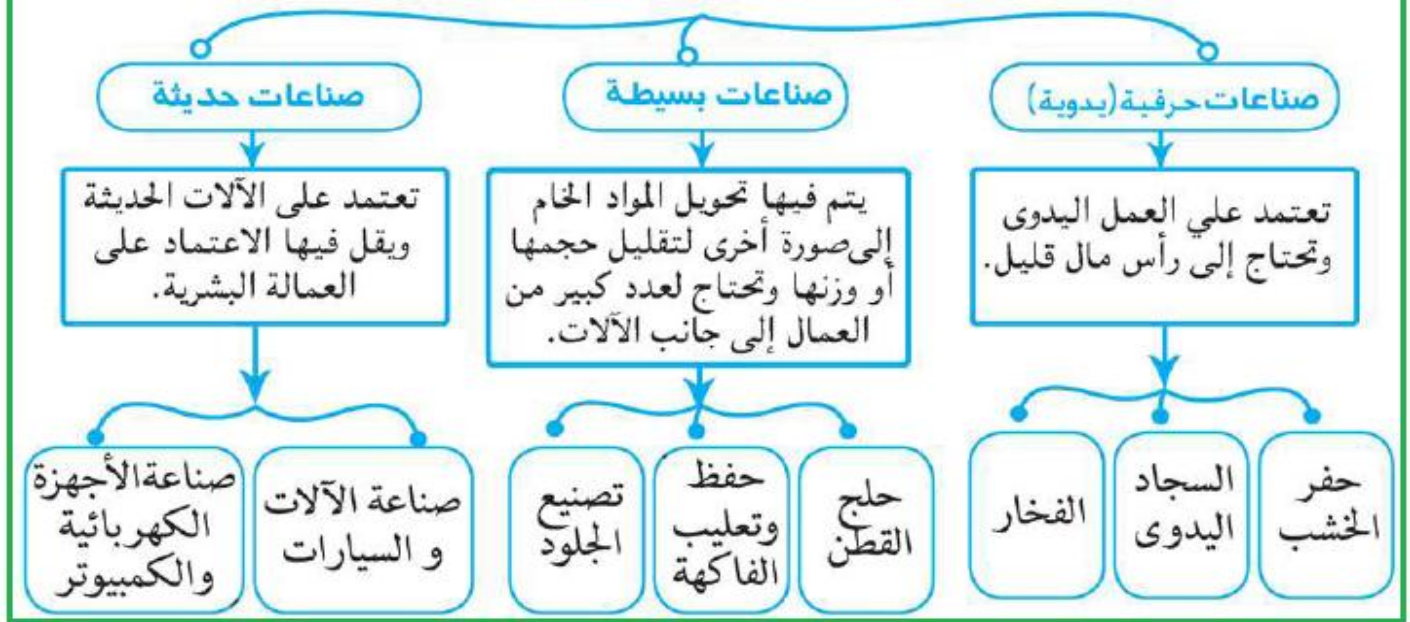 صناعات حرفية (يدوية)
صناعات بسيطة
صناعات حديثة
تعتمد علي العمل اليدوى
وتحتاج إلى رأس مال قليل.
يتم فيها تحويل المواد الخام
إلى صورة أخرى لتقليل حجمها
أو وزنها وتحتاج لعدد كبير من
العمال إلى جانب الآلات.
تعتمد على الآلات الحديثة
ويقل فيها الاعتماد على
العمالة البشرية.
حفر
الخشب
السجاد
اليدوى
الفخار
حلج
القطن
حفظ
وتعليب
الفاكهة
تصنيع
الجلود
صناعة الآلات
و السيارات
صناعة الأجهزة
الكهربائية
والكمبيوتر